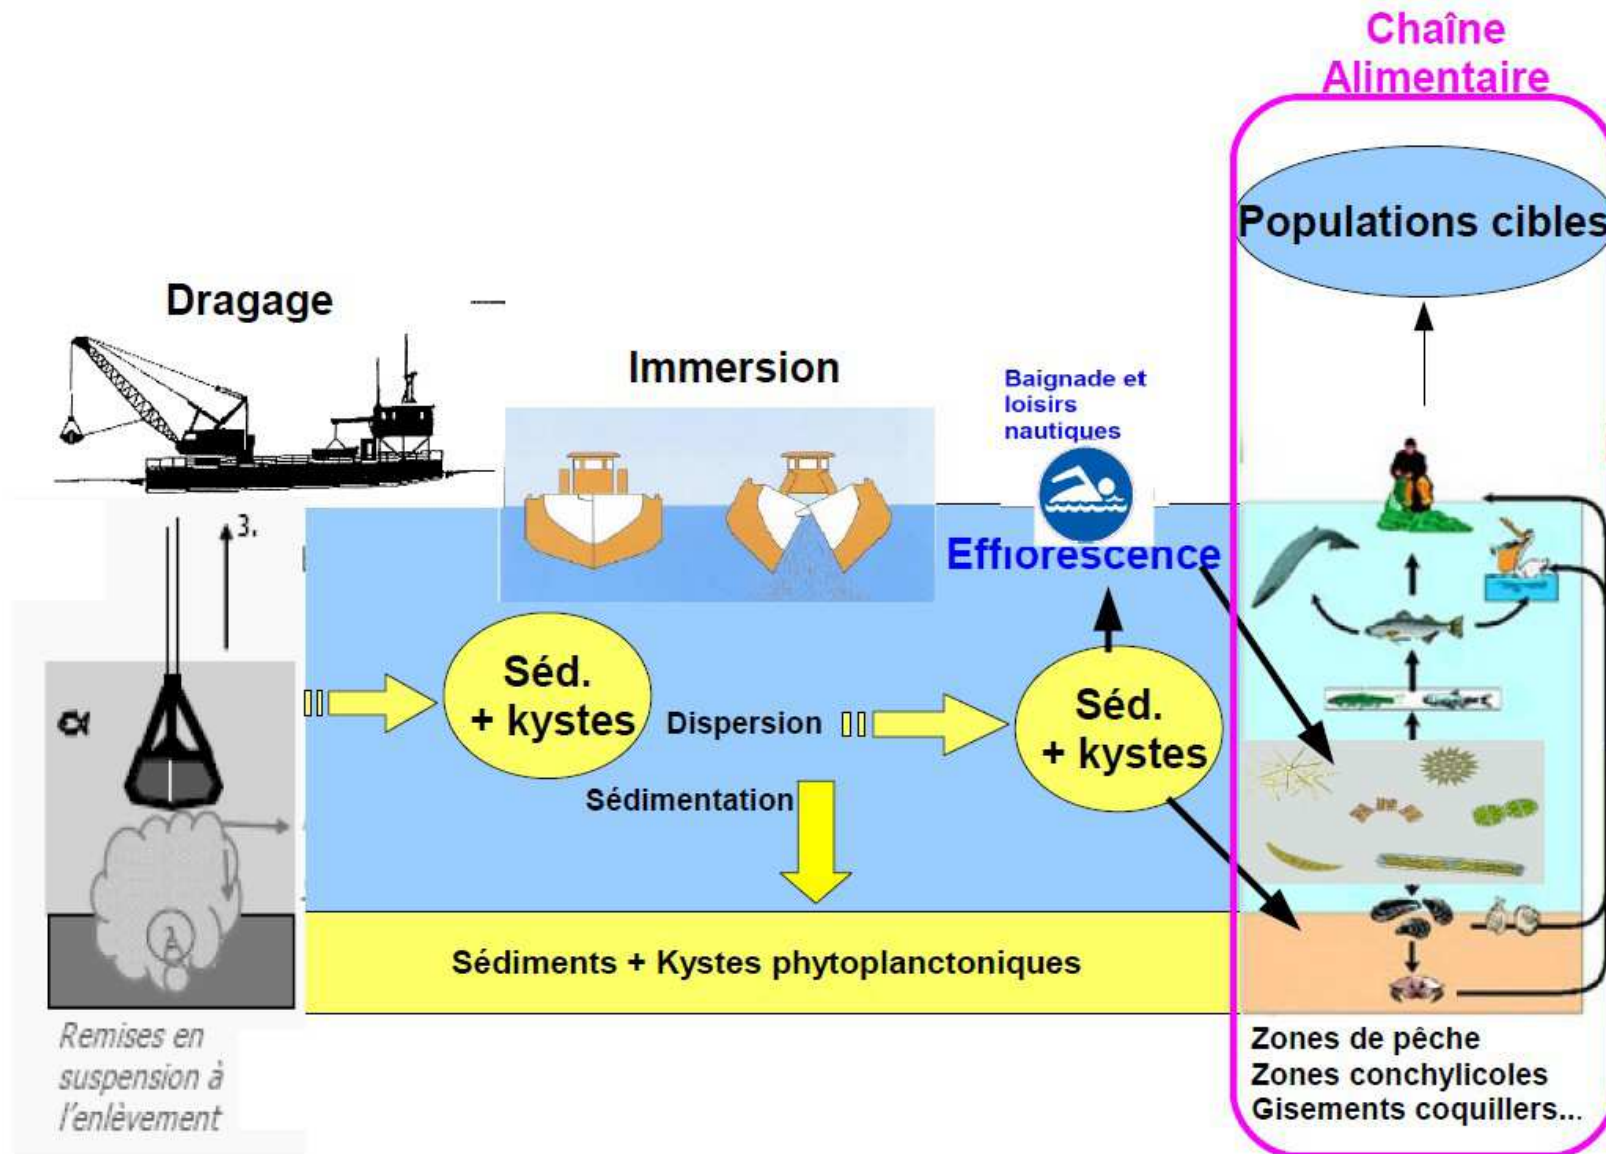 Chaîne
Alimentaire
Populations cibles
Dragage
Immersion
Baignade et
loisirs
nautiques
Efflorescence
3.
Séd.
+ kystes
Dispersion
Séd.
+ kystes
Sédimentation
Sédiments + Kystes phytoplanctoniques
Remises en
suspension à
l'enlèvement
Zones de pêche
Zones conchylicoles
Gisements coquillers...